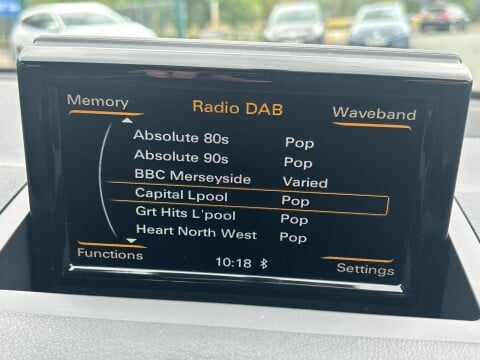 Memory
Radio DAB
Waveband
Absolute 80s Pop
Absolute 90s Pop
BBC Merseyside Varied
Capital Lpool Pop
Grt Hits L'pool Pop
Heart North West Pop
Functions
10:18
Settings